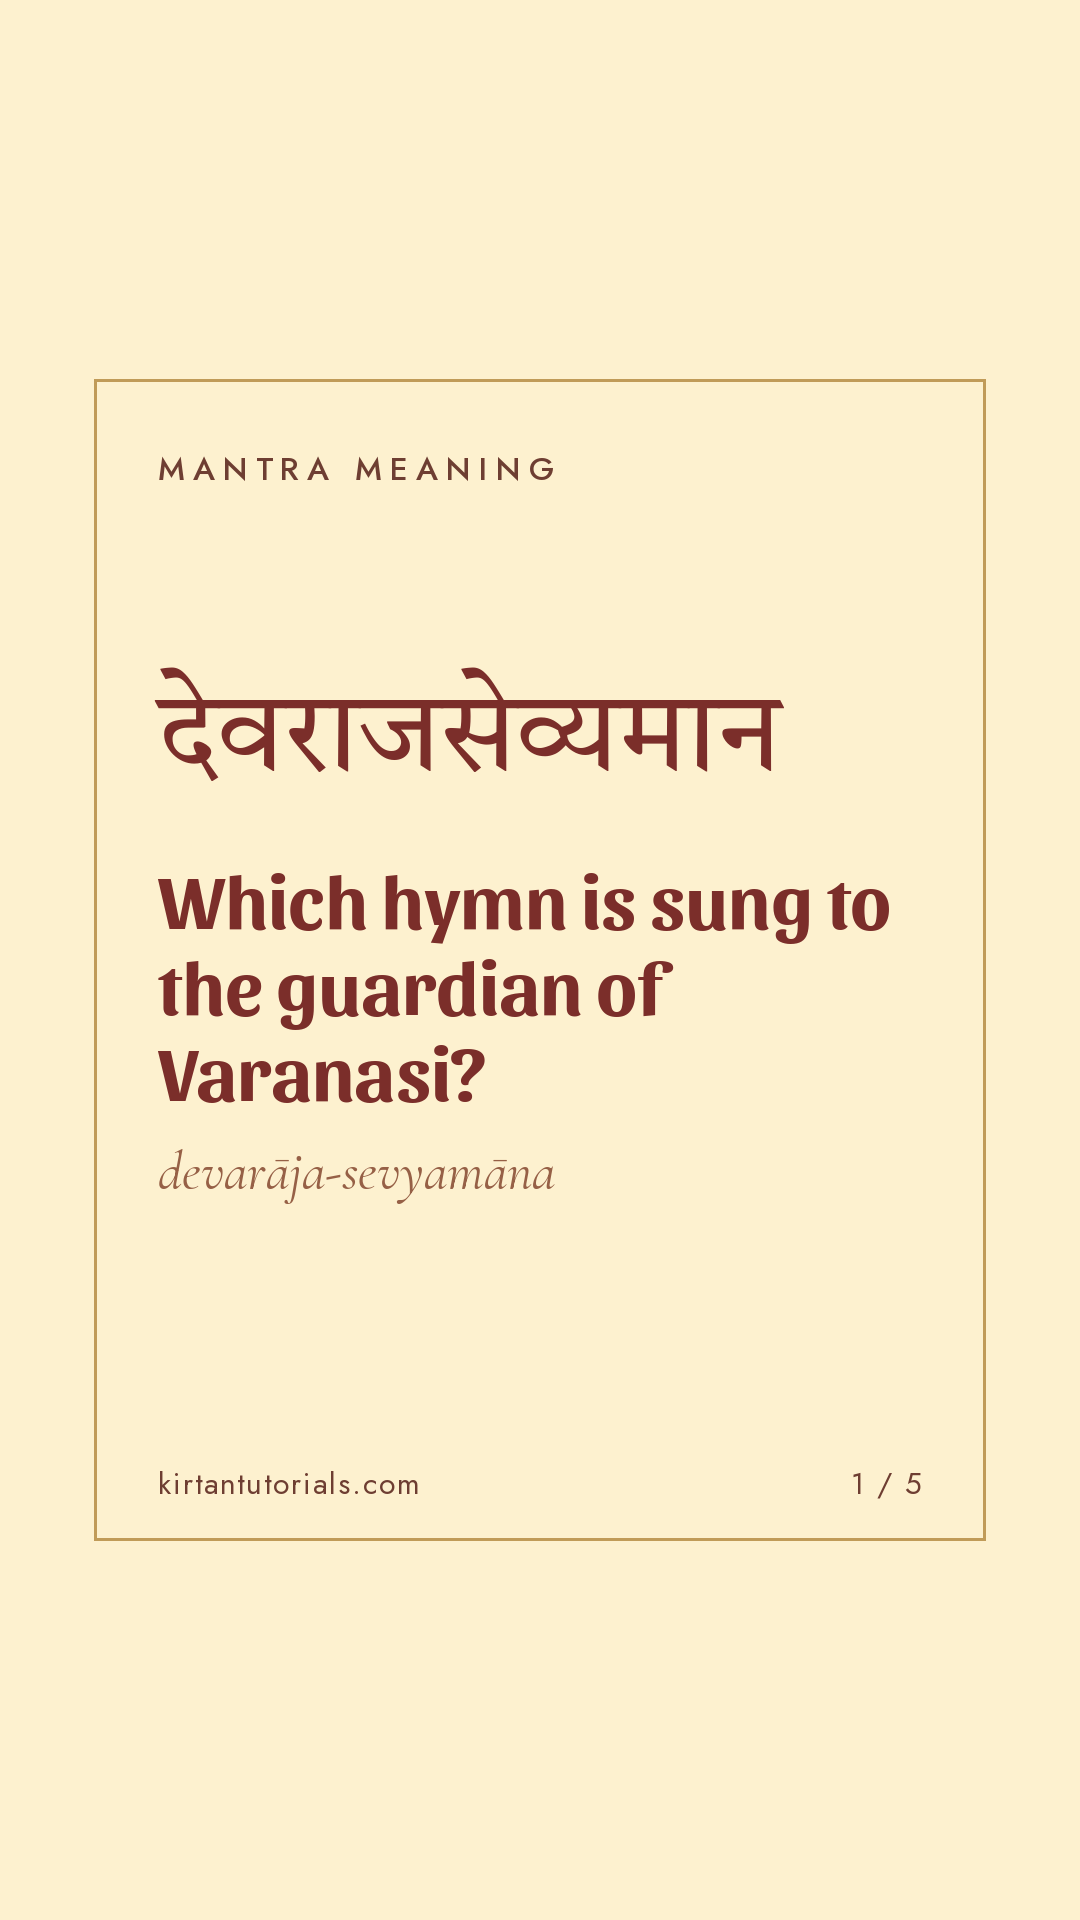 MANTRA MEANING
देवराजसेव्यमान
Which hymn is sung to
the guardian of
Varanasi?
devarāja-sevyamāna
kirtantutorials.com
1 / 5